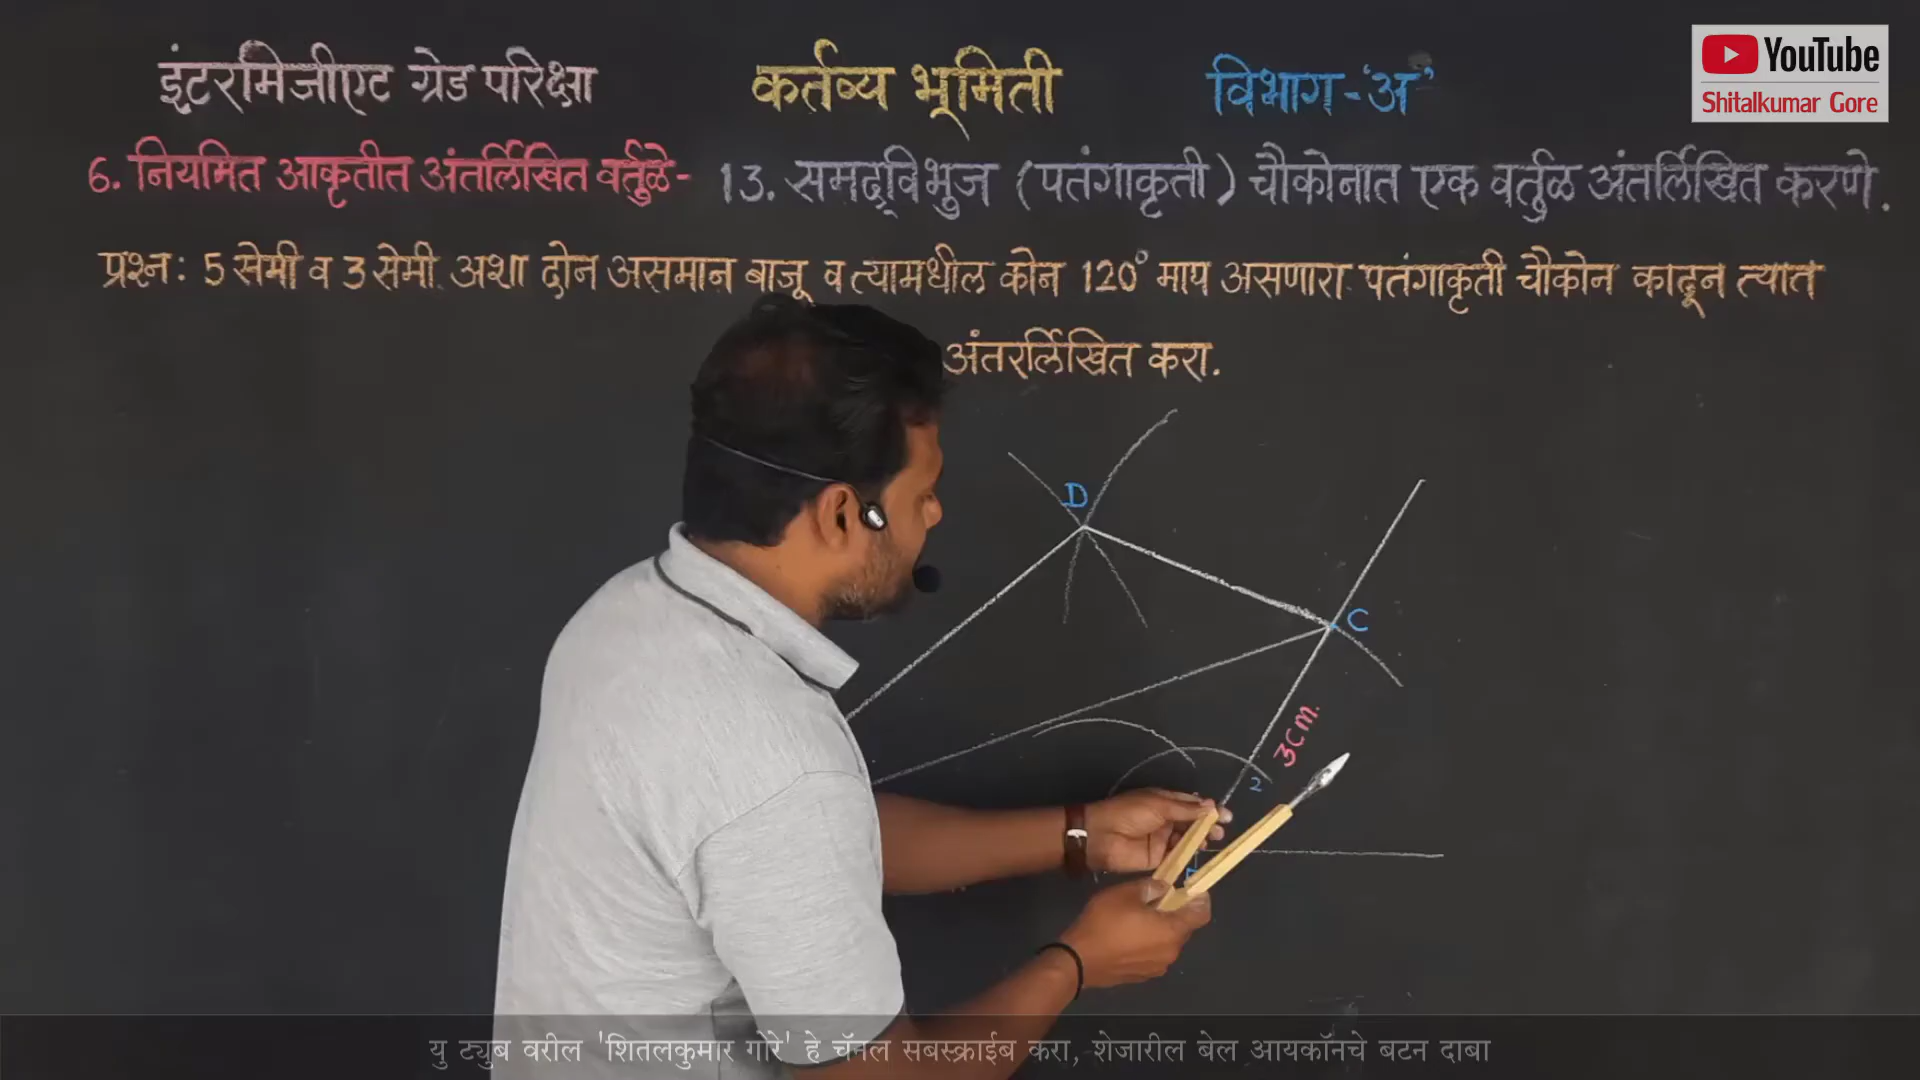 इंटरमिजीएट ग्रेड परिक्षा कर्तव्य भूमिती विभाग-'अ'
YouTube
Shitalkumar Gore
6. नियमित आकृतीत अंतर्लिखित वर्तुळे- 13. समद्विभुज (पतंगाकृती) चौकोनात एक वर्तुळ अंतर्लिखित करणे.
प्रश्न: 5 सेमी व 3 सेमी. अशा दोन असमान बाजू व त्यामधील कोन 120° माप असणारा पतंगाकृती चौकोन काढून त्यात
अंतरर्लिखित करा.
D
C
3cm.
2
यु ट्युब वरील 'शितलकुमार गोरे' हे चॅनल सबस्क्राईब करा, शेजारील बेल आयकॉनचे बटन दाबा